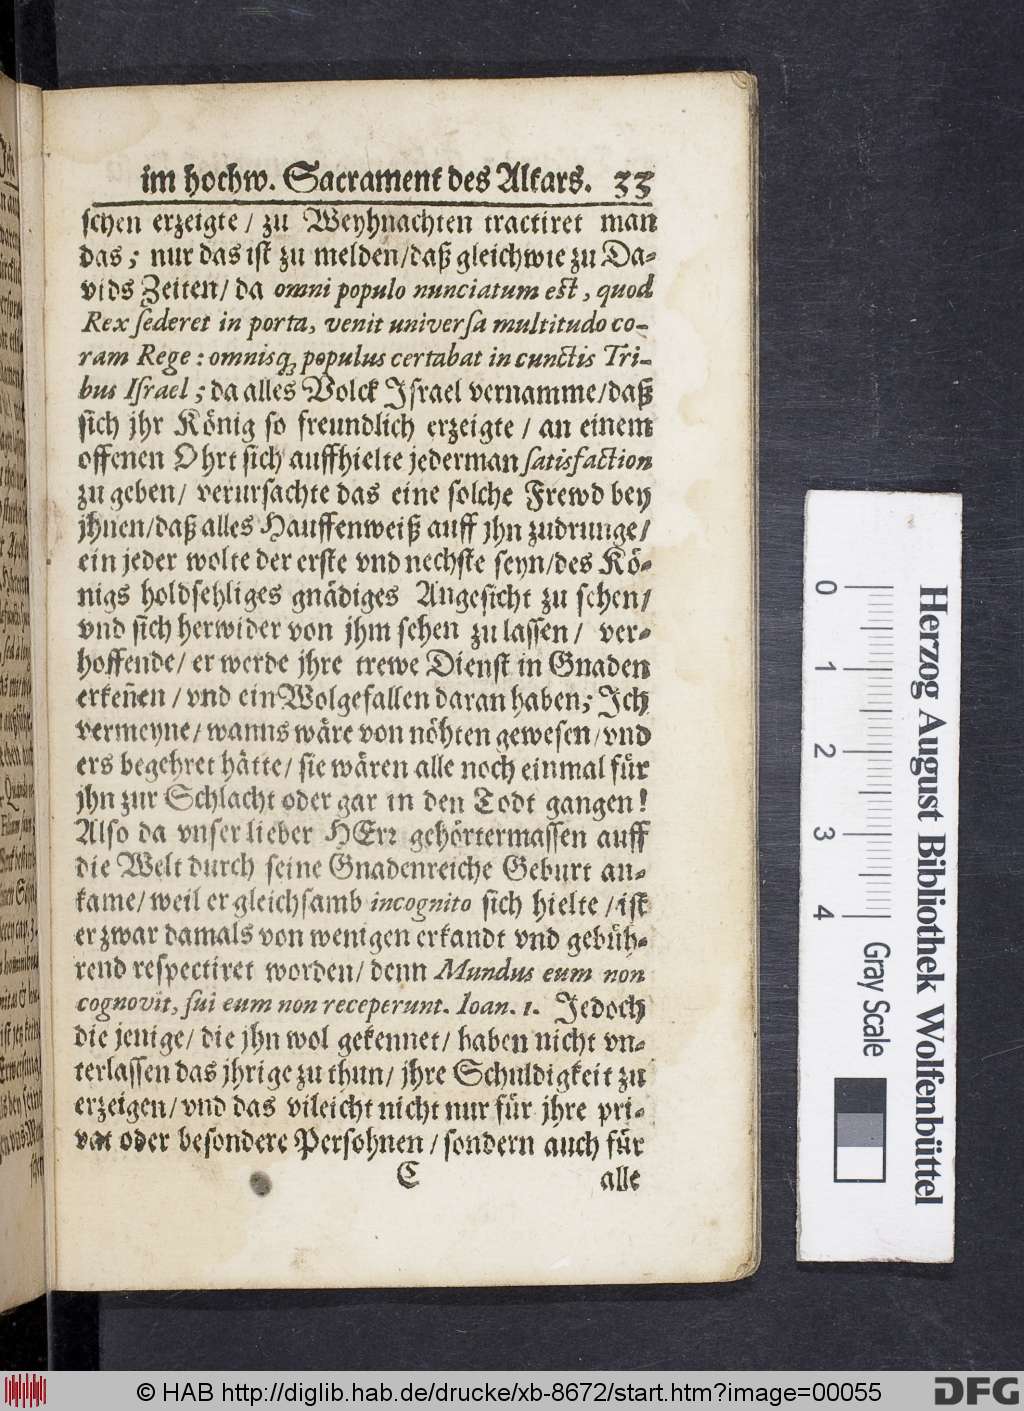 im hochw. Sacrament des Altars. 33
schen erzeigte / zu Weyhnachten tractiret man
das; nur das ist zu melden/daß gleichwie zu Da-
vids Zeiten/ da omni populo nunciatum est, quod
Rex sederet in porta, venit universa multitudo co-
ram Rege: omnisq; populus certabat in cunctis Tri-
bus Israel; da alles Volck Israel vernamme/daß
sich jhr König so freundlich erzeigte / an einem
offenen Ohrt sich auffhielte jederman satisfaction
zu geben/ verursachte das eine solche Frewd bey
jhnen/daß alles Hauffenweiß auff jhn zudrunge/
ein jeder wolte der erste vnd nechste seyn/des Kö-
nigs holdsehliges gnädiges Angesicht zu sehen/
vnd sich herwider von jhm sehen zu lassen/ ver-
hoffende/ er werde jhre trewe Dienst in Gnaden
erkeñen / vnd ein Wolgefallen daran haben; Ich
vermeyne/ wanns wäre von nöhten gewesen/vnd
ers begehret hätte/ sie wären alle noch einmal für
jhn zur Schlacht oder gar in den Todt gangen!
Also da vnser lieber HErr gehörtermassen auff
die Welt durch seine Gnadenreiche Geburt an-
kame/ weil er gleichsamb incognito sich hielte / ist
er zwar damals von wenigen erkandt vnd gebüh-
rend respectiret worden/ denn Mundus eum non
cognovit, sui eum non receperunt. Ioan. 1. Jedoch
die jenige/ die jhn wol gekennet/ haben nicht vn-
terlassen das jhrige zu thun/ jhre Schuldigkeit zu
erzeigen/ vnd das vileicht nicht nur für jhre pri-
vat oder besondere Persohnen / sondern auch für
C alle
0 1 2 3 4
Gray Scale
Herzog August Bibliothek Wolfenbüttel
© HAB http://diglib.hab.de/drucke/xb-8672/start.htm?image=00055
DFG